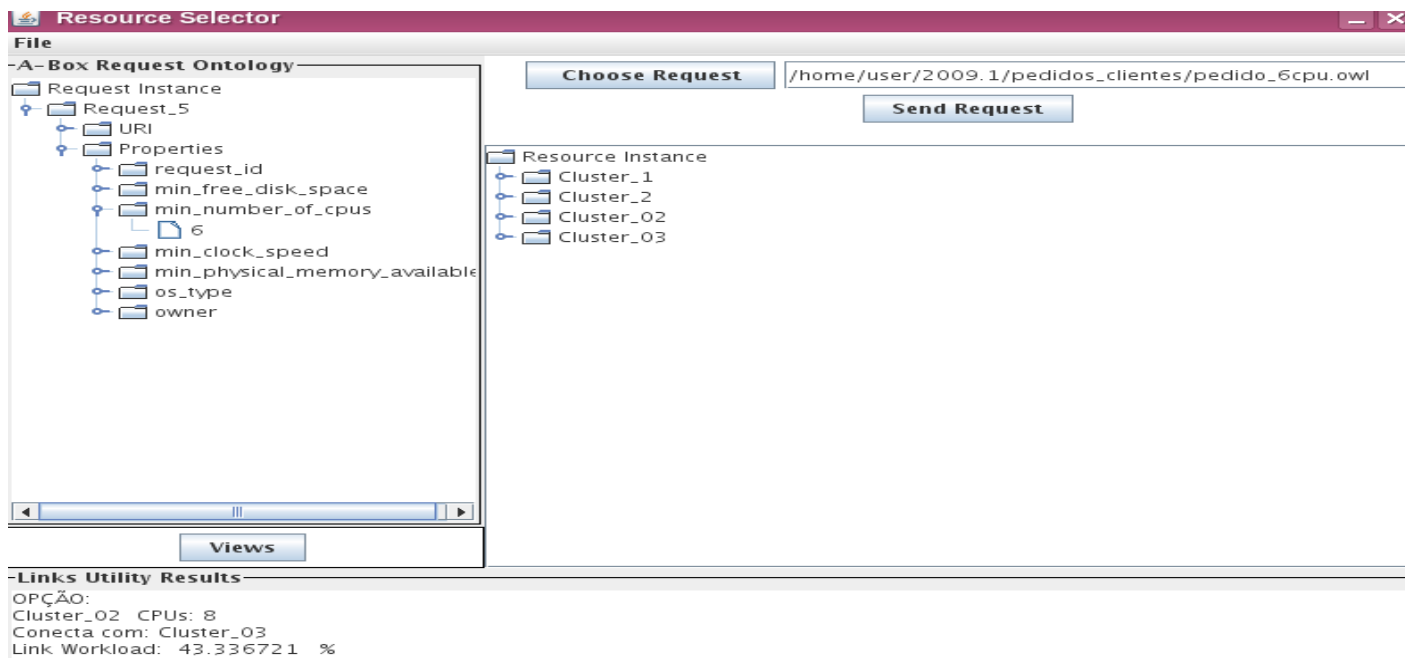 Resource Selector
File
A-Box Request Ontology
Request Instance
Request_5
URI
Properties
request_id
min_free_disk_space
min_number_of_cpus
6
min_clock_speed
min_physical_memory_available
os_type
owner
Views
Choose Request /home/user/2009.1/pedidos_clientes/pedido_6cpu.owl
Send Request
Resource Instance
Cluster_1
Cluster_2
Cluster_02
Cluster_03
Links Utility Results
OPÇÃO:
Cluster_02 CPUs: 8
Conecta com: Cluster_03
Link Workload: 43.336721 %